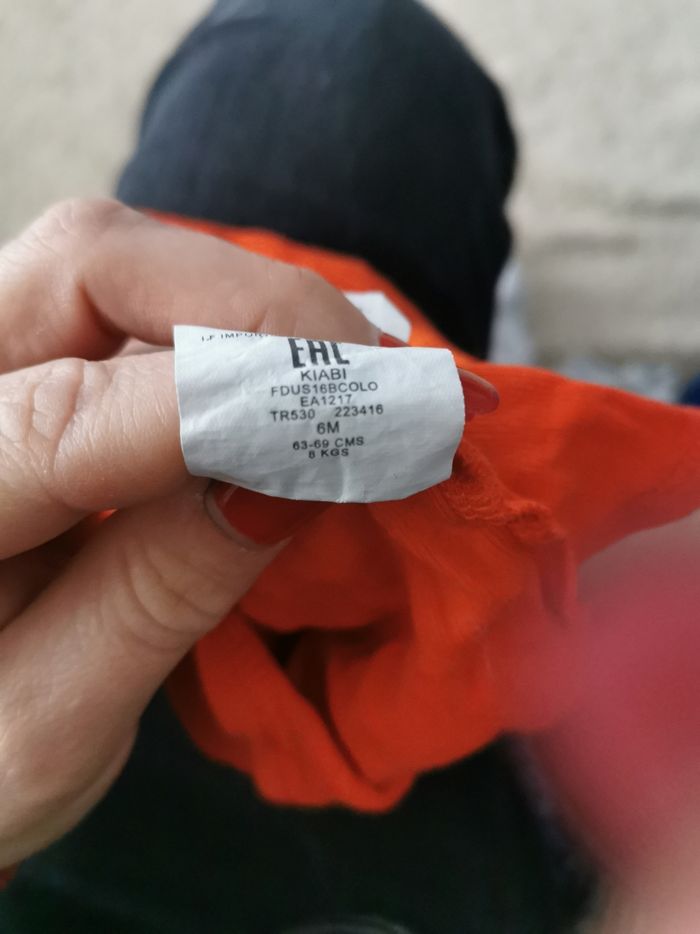 EAC
KIABI
FDUS16BCOLO
EA1217
TR530 223416
6M
63-69 CMS
8 KGS